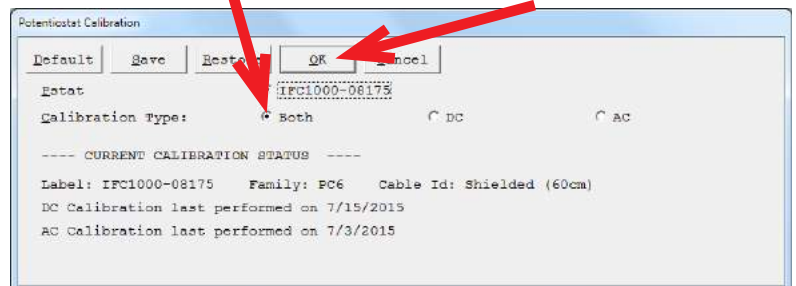 Potentiostat Calibration
Default Save OK
Pstat IFC1000-08175
Calibration Type: Both DC AC
---- CURRENT CALIBRATION STATUS ----
Label: IFC1000-08175 Family: PC6 Cable Id: Shielded (60cm)
DC Calibration last performed on 7/15/2015
AC Calibration last performed on 7/3/2015